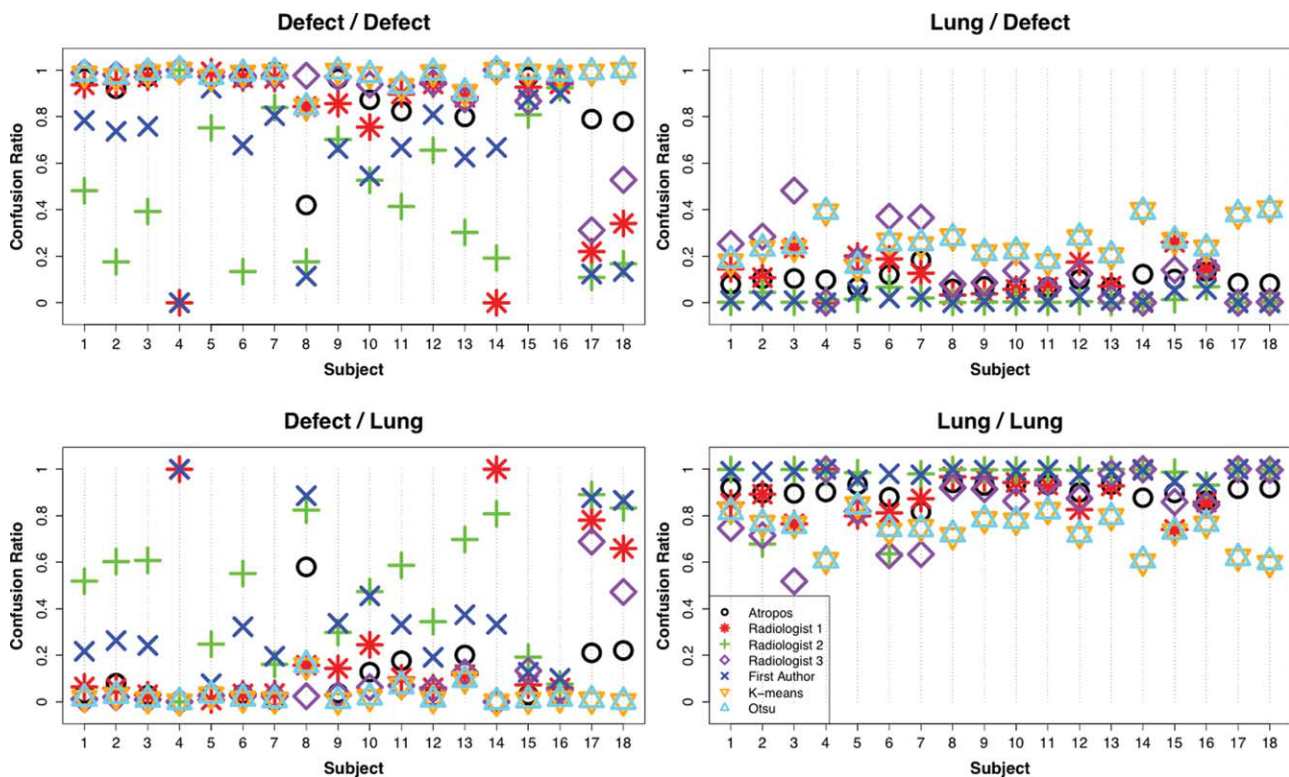 Defect / Defect
Lung / Defect
Confusion Ratio
1
0.8
0.6
0.4
0.2
0
1 2 3 4 5 6 7 8 9 10 11 12 13 14 15 16 17 18
Subject
Confusion Ratio
1
0.8
0.6
0.4
0.2
0
1 2 3 4 5 6 7 8 9 10 11 12 13 14 15 16 17 18
Subject
Defect / Lung
Lung / Lung
Confusion Ratio
1
0.8
0.6
0.4
0.2
0
1 2 3 4 5 6 7 8 9 10 11 12 13 14 15 16 17 18
Subject
Confusion Ratio
1
0.8
0.6
0.4
0.2
0
Atropos
Radiologist 1
Radiologist 2
Radiologist 3
First Author
K-means
Otsu
1 2 3 4 5 6 7 8 9 10 11 12 13 14 15 16 17 18
Subject